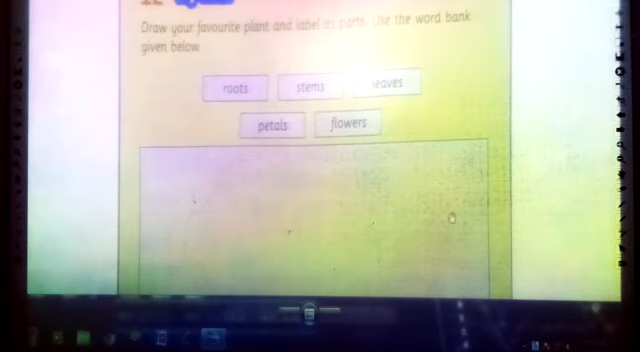 Draw your favourite plant and label its parts. Use the word bank
given below.
roots stems leaves
petals flowers